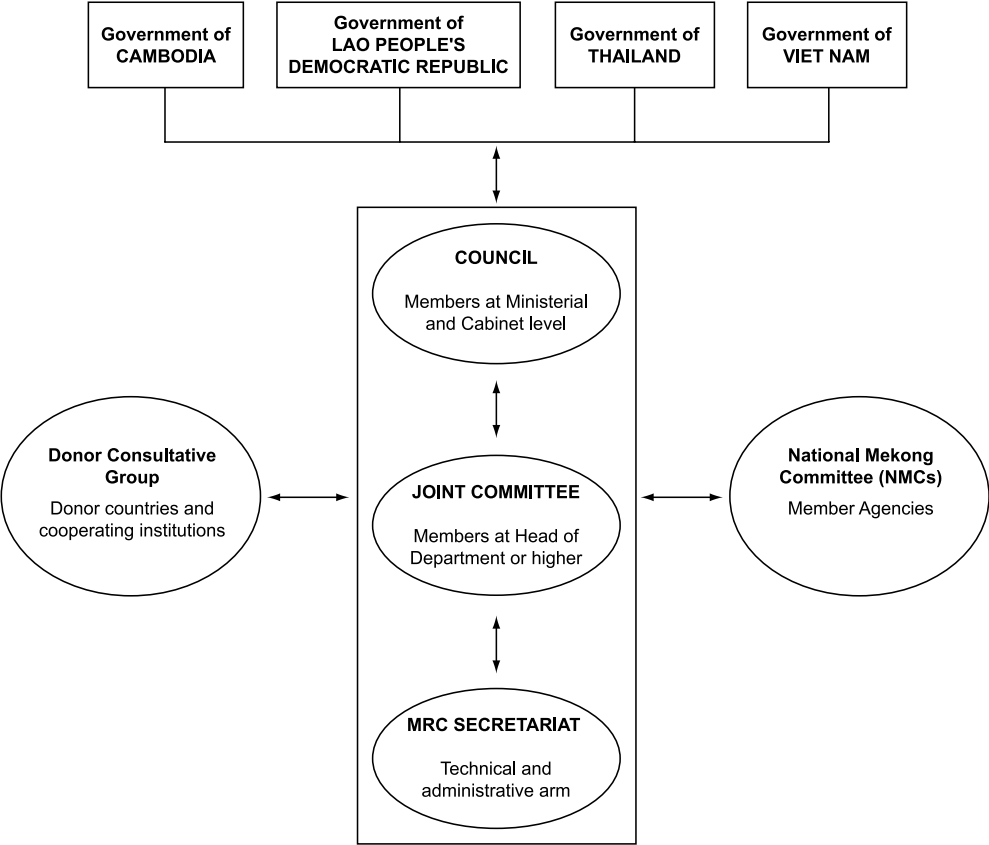 Government of
CAMBODIA
Government of
LAO PEOPLE'S
DEMOCRATIC REPUBLIC
Government of
THAILAND
Government of
VIET NAM
COUNCIL
Members at Ministerial
and Cabinet level
Donor Consultative
Group
Donor countries and
cooperating institutions
JOINT COMMITTEE
Members at Head of
Department or higher
National Mekong
Committee (NMCs)
Member Agencies
MRC SECRETARIAT
Technical and
administrative arm